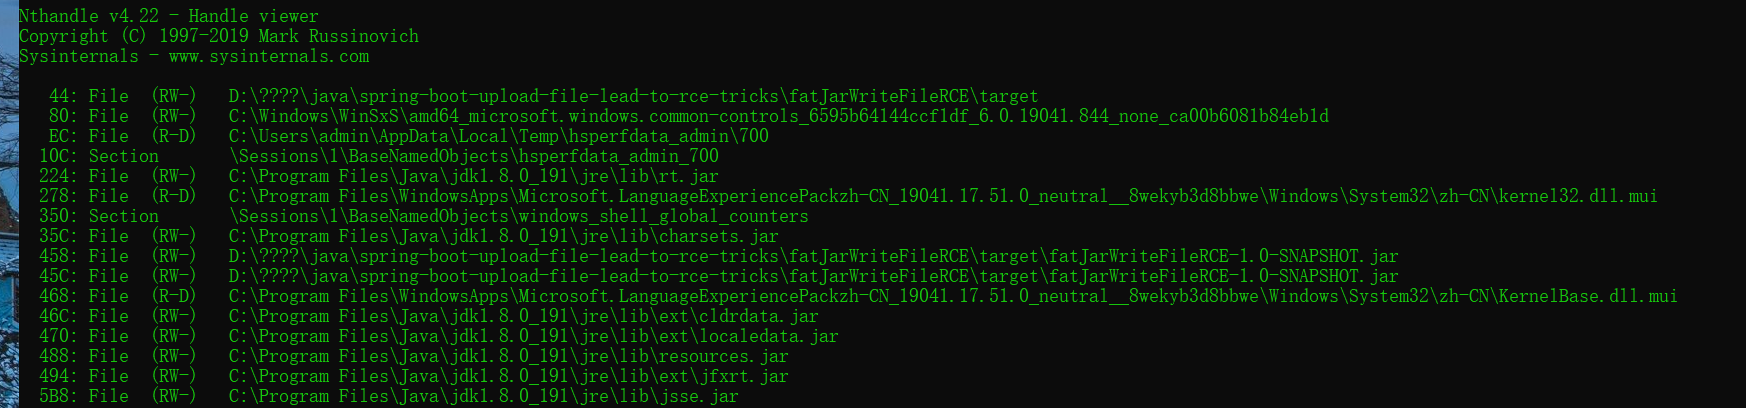 Nthandle v4.22 - Handle viewer
Copyright (C) 1997-2019 Mark Russinovich
Sysinternals - www.sysinternals.com
44: File  (RW-)   D:\????\java\spring-boot-upload-file-lead-to-rce-tricks\fatJarWriteFileRCE\target
80: File  (RW-)   C:\Windows\WinSxS\amd64_microsoft.windows.common-controls_6595b64144ccf1df_6.0.19041.844_none_ca00b6081b84eb1d
EC: File  (R-D)   C:\Users\admin\AppData\Local\Temp\hsperfdata_admin\700
10C: Section       \Sessions\1\BaseNamedObjects\hsperfdata_admin_700
224: File  (RW-)   C:\Program Files\Java\jdk1.8.0_191\jre\lib\rt.jar
278: File  (R-D)   C:\Program Files\WindowsApps\Microsoft.LanguageExperiencePackzh-CN_19041.17.51.0_neutral__8wekyb3d8bbwe\Windows\System32\zh-CN\kernel32.dll.mui
350: Section       \Sessions\1\BaseNamedObjects\windows_shell_global_counters
35C: File  (RW-)   C:\Program Files\Java\jdk1.8.0_191\jre\lib\charsets.jar
458: File  (RW-)   D:\????\java\spring-boot-upload-file-lead-to-rce-tricks\fatJarWriteFileRCE\target\fatJarWriteFileRCE-1.0-SNAPSHOT.jar
45C: File  (RW-)   D:\????\java\spring-boot-upload-file-lead-to-rce-tricks\fatJarWriteFileRCE\target\fatJarWriteFileRCE-1.0-SNAPSHOT.jar
468: File  (R-D)   C:\Program Files\WindowsApps\Microsoft.LanguageExperiencePackzh-CN_19041.17.51.0_neutral__8wekyb3d8bbwe\Windows\System32\zh-CN\KernelBase.dll.mui
46C: File  (RW-)   C:\Program Files\Java\jdk1.8.0_191\jre\lib\ext\cldrdata.jar
470: File  (RW-)   C:\Program Files\Java\jdk1.8.0_191\jre\lib\ext\localedata.jar
488: File  (RW-)   C:\Program Files\Java\jdk1.8.0_191\jre\lib\resources.jar
494: File  (RW-)   C:\Program Files\Java\jdk1.8.0_191\jre\lib\ext\jfxrt.jar
5B8: File  (RW-)   C:\Program Files\Java\jdk1.8.0_191\jre\lib\jsse.jar